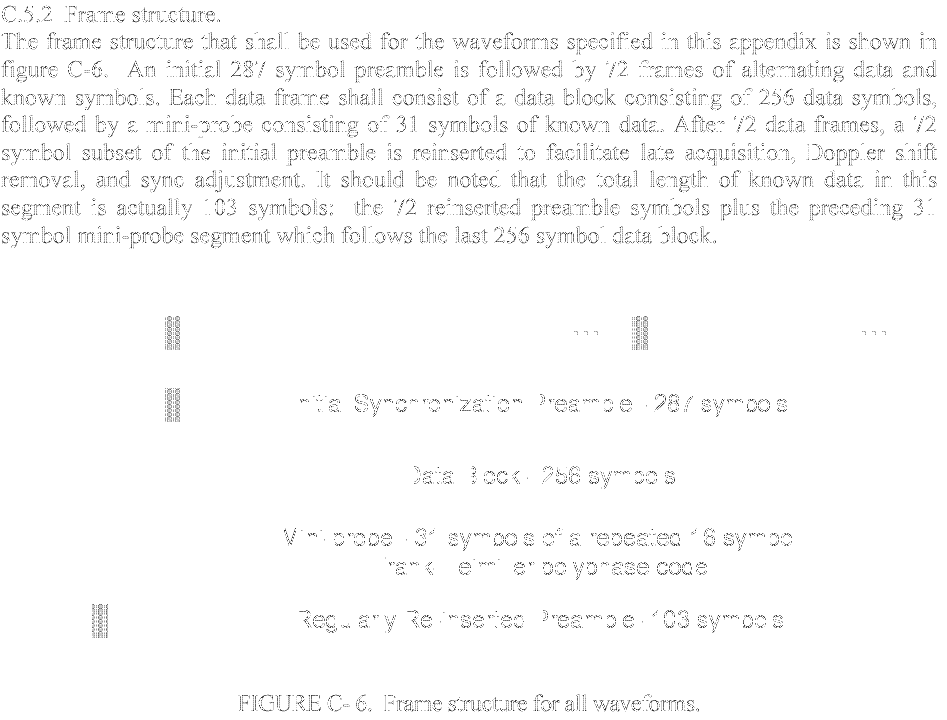 C.5.2 Frame structure.
The frame structure that shall be used for the waveforms specified in this appendix is shown in
figure C-6. An initial 287 symbol preamble is followed by 72 frames of alternating data and
known symbols. Each data frame shall consist of a data block consisting of 256 data symbols,
followed by a mini-probe consisting of 31 symbols of known data. After 72 data frames, a 72
symbol subset of the initial preamble is reinserted to facilitate late acquisition, Doppler shift
removal, and sync adjustment. It should be noted that the total length of known data in this
segment is actually 103 symbols: the 72 reinserted preamble symbols plus the preceding 31
symbol mini-probe segment which follows the last 256 symbol data block.
--- ---
Initial Synchronization Preamble - 287 symbols
Data Block - 256 symbols
Mini-probe - 31 symbols of a repeated 16 symbol
Frank-Heimiller polyphase code
Regularly Reinserted Preamble - 103 symbols
FIGURE C- 6. Frame structure for all waveforms.